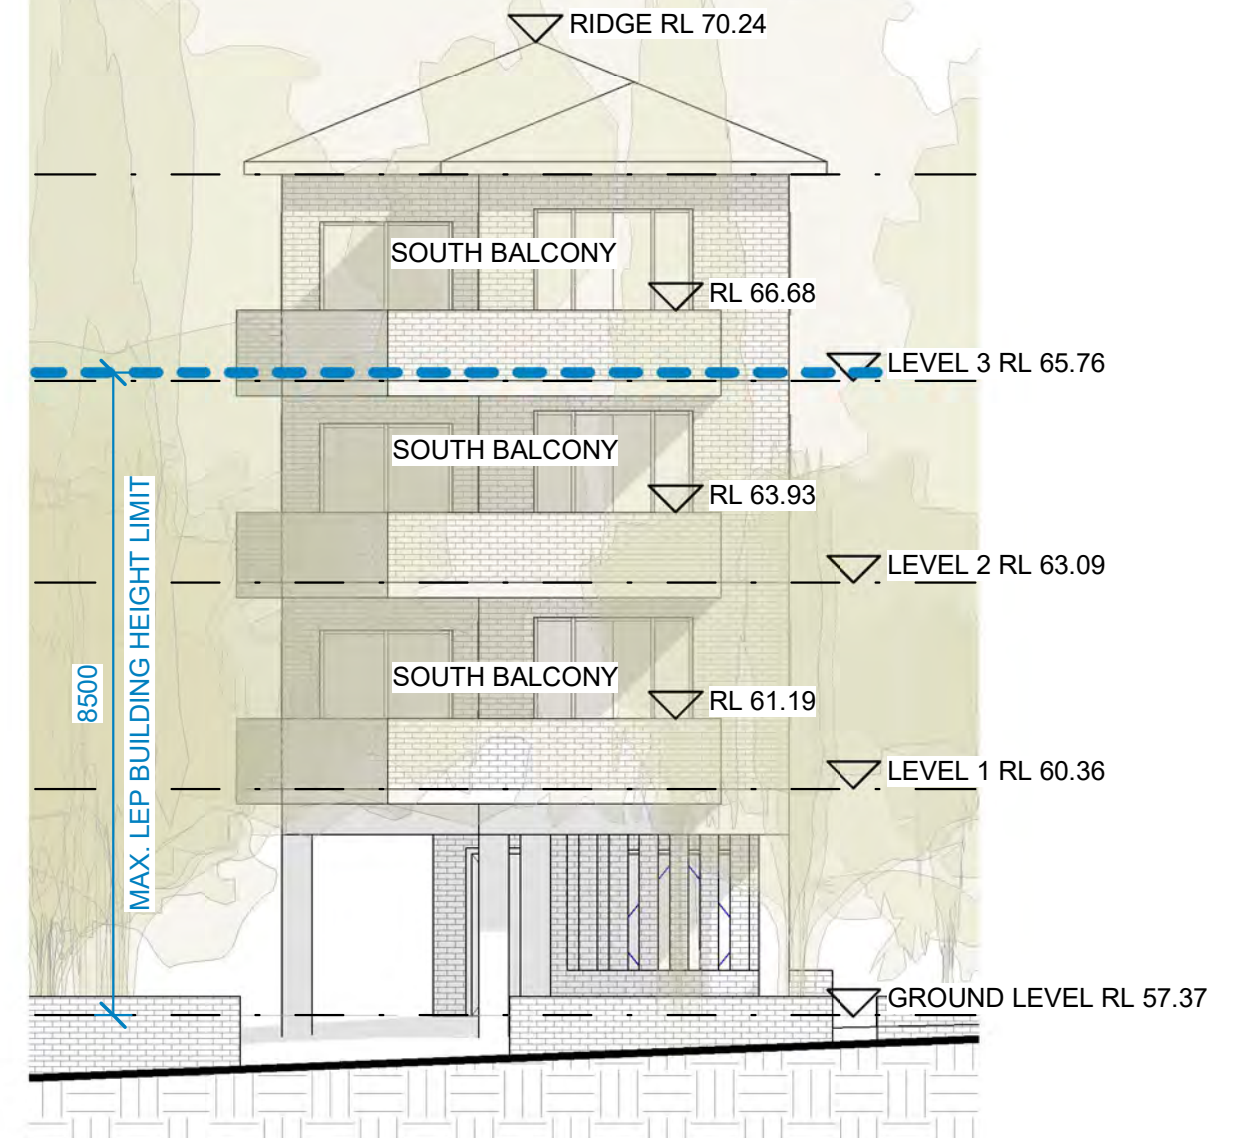 RIDGE RL 70.24
SOUTH BALCONY
RL 66.68
LEVEL 3 RL 65.76
SOUTH BALCONY
RL 63.93
LEVEL 2 RL 63.09
SOUTH BALCONY
RL 61.19
LEVEL 1 RL 60.36
8500
MAX. LEP BUILDING HEIGHT LIMIT
GROUND LEVEL RL 57.37